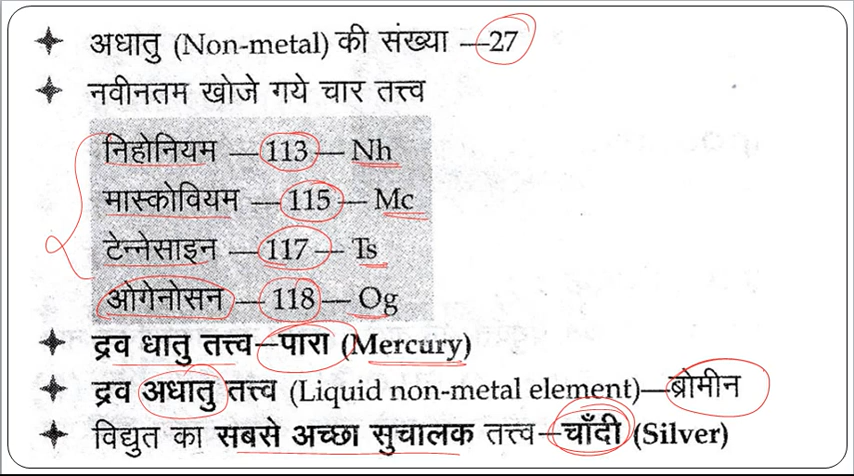 ✦ अधातु (Non-metal) की संख्या —27
✦ नवीनतम खोजे गये चार तत्त्व
निहोनियम — 113 — Nh
मास्कोवियम — 115 — Mc
टेन्नेसाइन — 117 — Ts
ओगेनोसन — 118 — Og
✦ द्रव धातु तत्त्व—पारा (Mercury)
✦ द्रव अधातु तत्त्व (Liquid non-metal element)—ब्रोमीन
✦ विद्युत का सबसे अच्छा सुचालक तत्त्व—चाँदी (Silver)